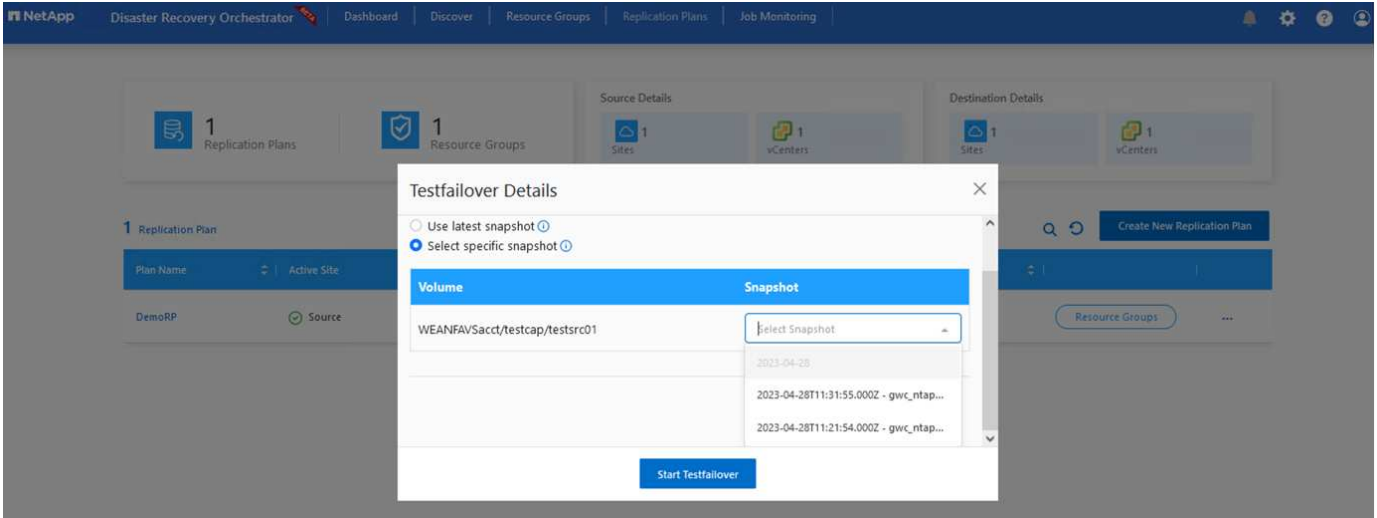 NetApp Disaster Recovery Orchestrator Dashboard Discover Resource Groups Replication Plans Job Monitoring
Source Details Destination Details
1 1 1 1 1 1
Replication Plans Resource Groups Sites vCenters Sites vCenters
Testfailover Details
Use latest snapshot
Select specific snapshot
1 Replication Plan Create New Replication Plan
Plan Name Active Site
Volume Snapshot
DemoRP Source Resource Groups ...
WEANFAVSacct/testcap/testsrc01 Select Snapshot
2023-04-28
2023-04-28T11:31:55.000Z - gwc_ntap...
2023-04-28T11:21:54.000Z - gwc_ntap...
Start Testfailover